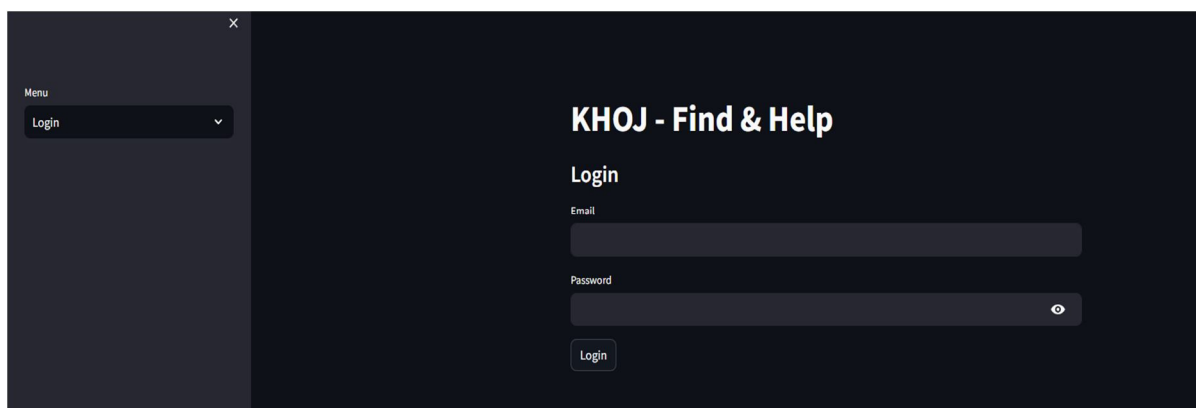 Menu
Login
KHOJ - Find & Help
Login
Email
Password
Login